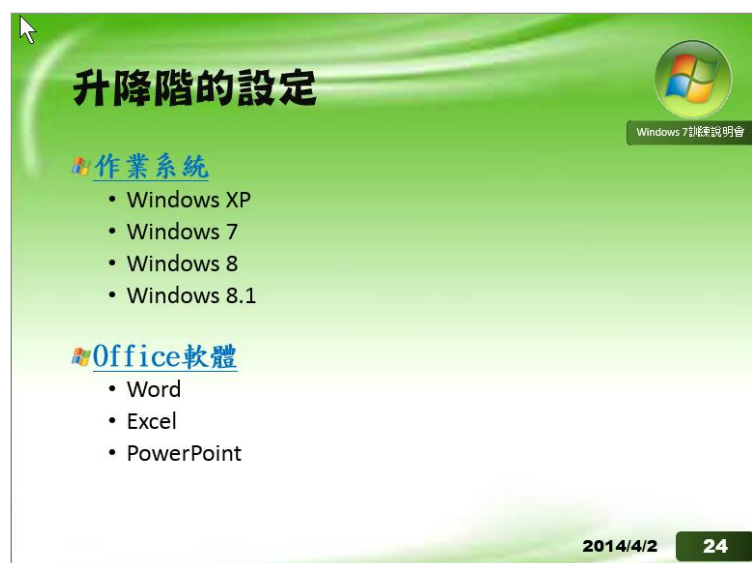 升降階的設定
Windows 7訓練說明會
作業系統
• Windows XP
• Windows 7
• Windows 8
• Windows 8.1
Office軟體
• Word
• Excel
• PowerPoint
2014/4/2
24